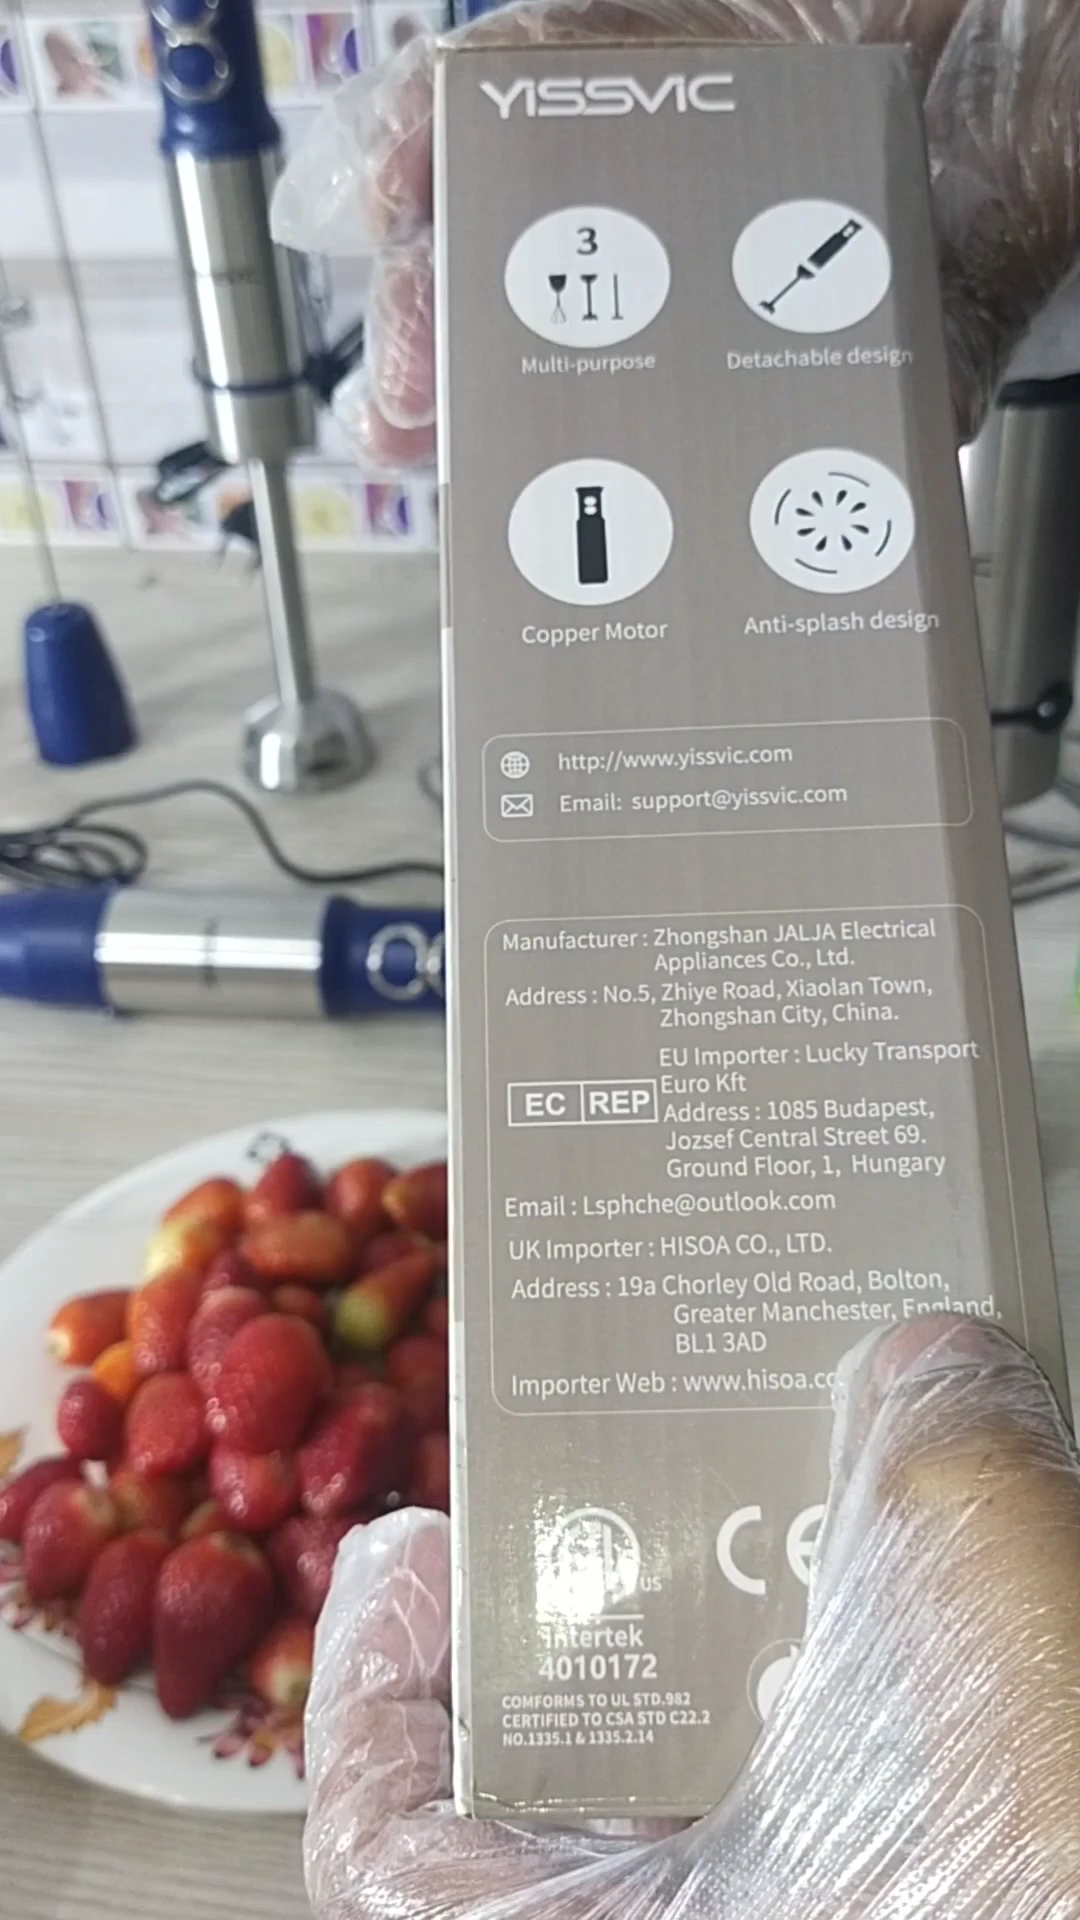 YISSVIC
3
Multi-purpose
Detachable design
Copper Motor
Anti-splash design
http://www.yissvic.com
Email: support@yissvic.com
Manufacturer : Zhongshan JALJA Electrical
Appliances Co., Ltd.
Address : No.5, Zhiye Road, Xiaolan Town,
Zhongshan City, China.
EU Importer : Lucky Transport
Euro Kft
EC REP
Address : 1085 Budapest,
Jozsef Central Street 69.
Ground Floor, 1, Hungary
Email : Lsphche@outlook.com
UK Importer : HISOA CO., LTD.
Address : 19a Chorley Old Road, Bolton,
Greater Manchester, England,
BL1 3AD
Importer Web : www.hisoa.co
CE
US
Intertek
4010172
COMFORMS TO UL STD.982
CERTIFIED TO CSA STD C22.2
NO.1335.1 & 1335.2.14